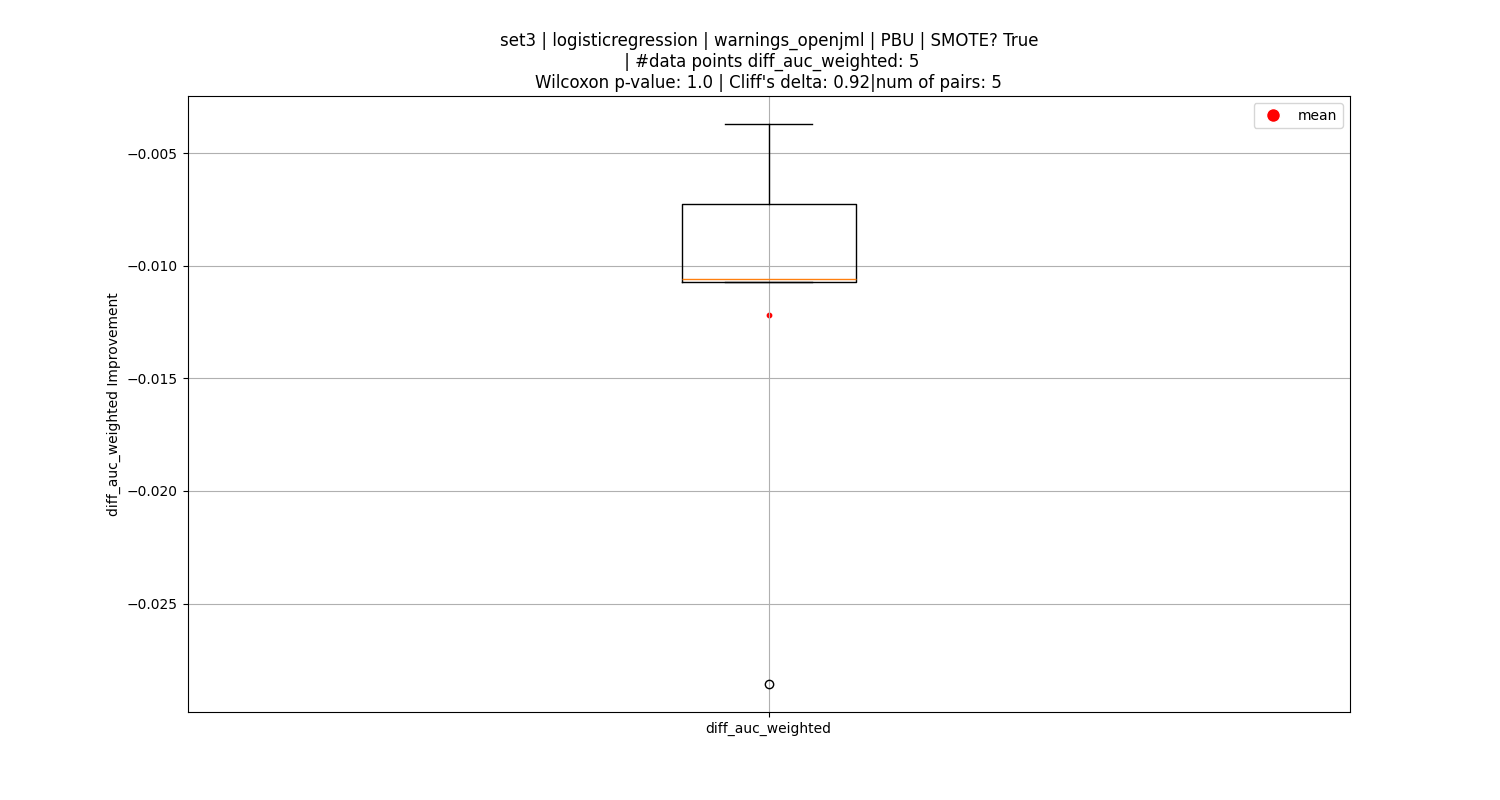 set3 | logisticregression | warnings_openjml | PBU | SMOTE? True
| #data points diff_auc_weighted: 5
Wilcoxon p-value: 1.0 | Cliff's delta: 0.92|num of pairs: 5
mean
−0.005
−0.010
−0.015
−0.020
−0.025
diff_auc_weighted Improvement
diff_auc_weighted